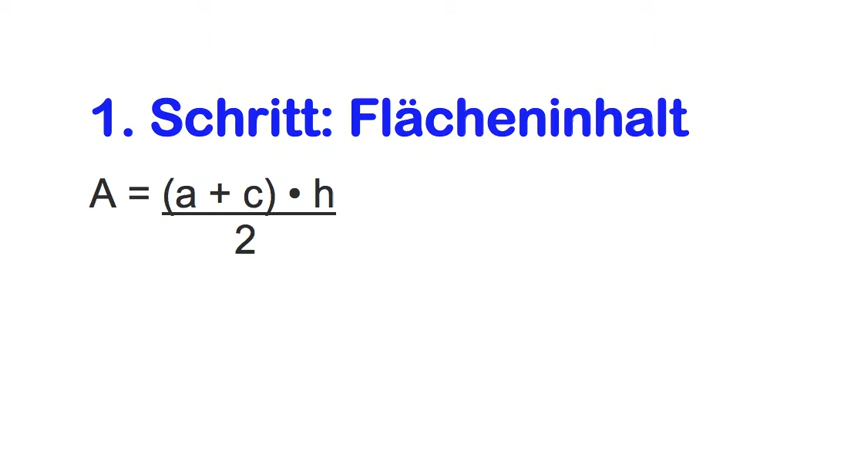 1. Schritt: Flächeninhalt
A = (a + c) • h
2